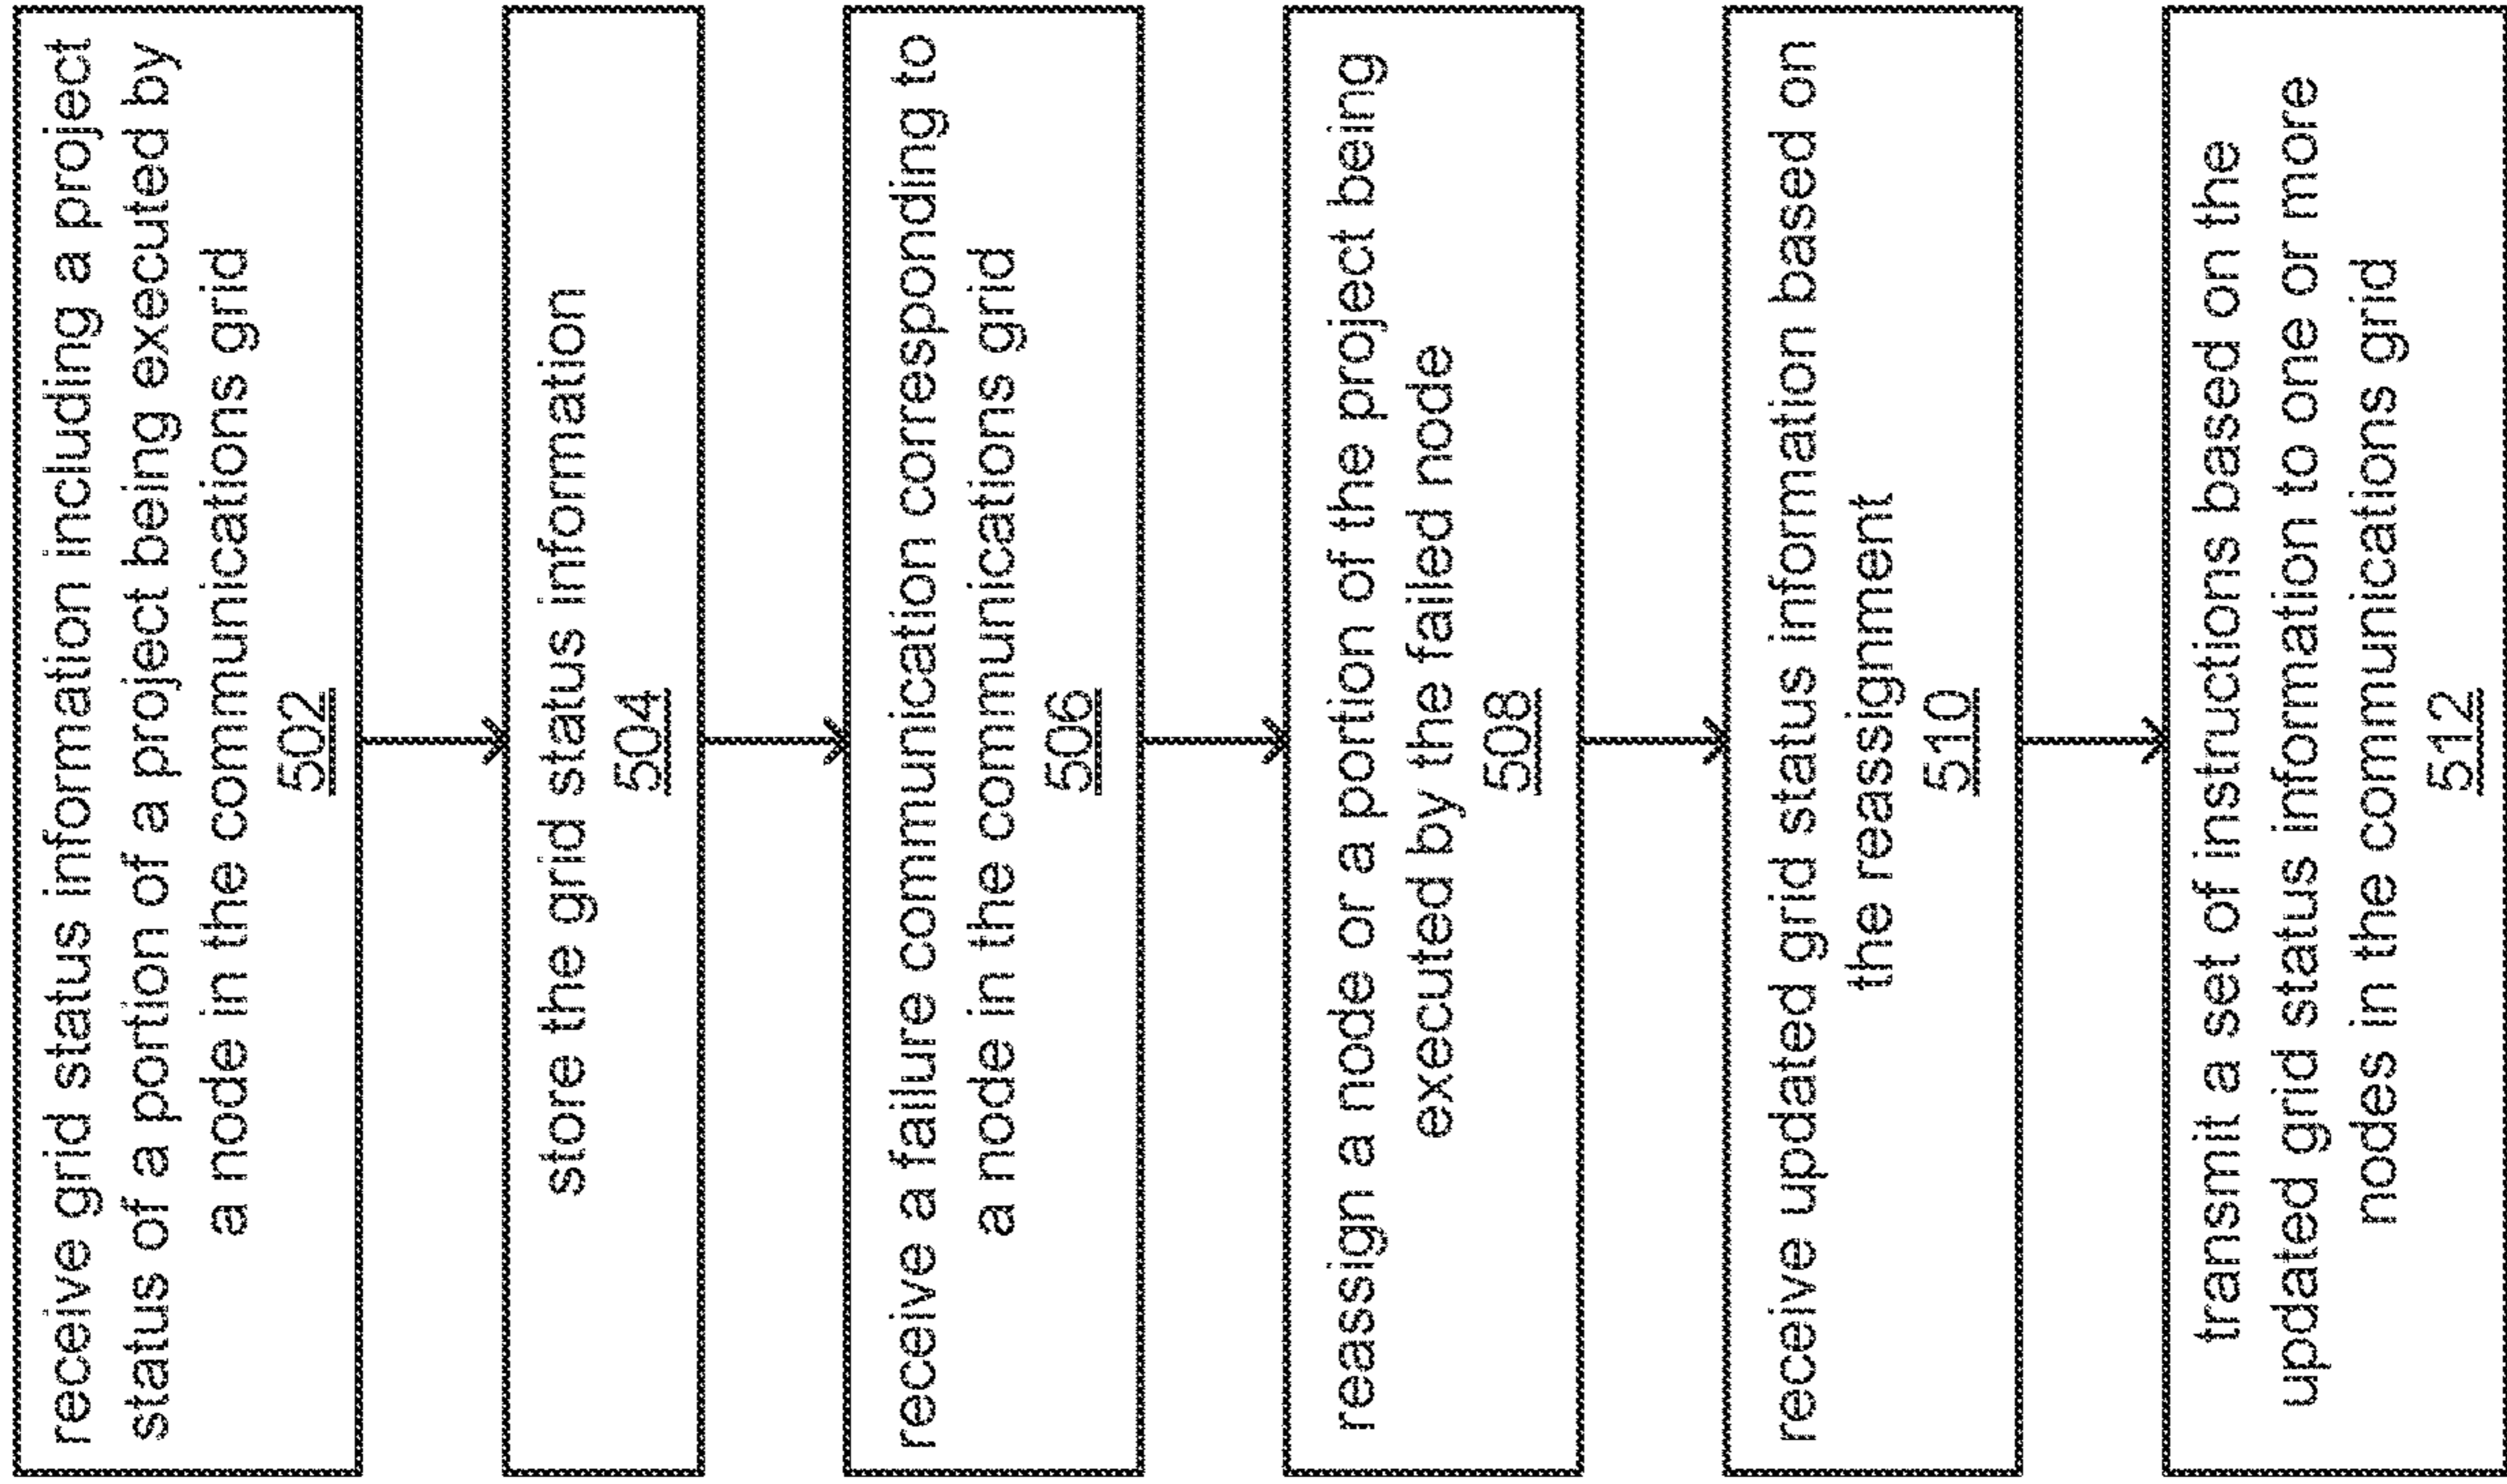 receive grid status information including a project
status of a portion of a project being executed by
a node in the communications grid
502
store the grid status information
504
receive a failure communication corresponding to
a node in the communications grid
506
reassign a node or a portion of the project being
executed by the failed node
508
receive updated grid status information based on
the reassignment
510
transmit a set of instructions based on the
updated grid status information to one or more
nodes in the communications grid
512